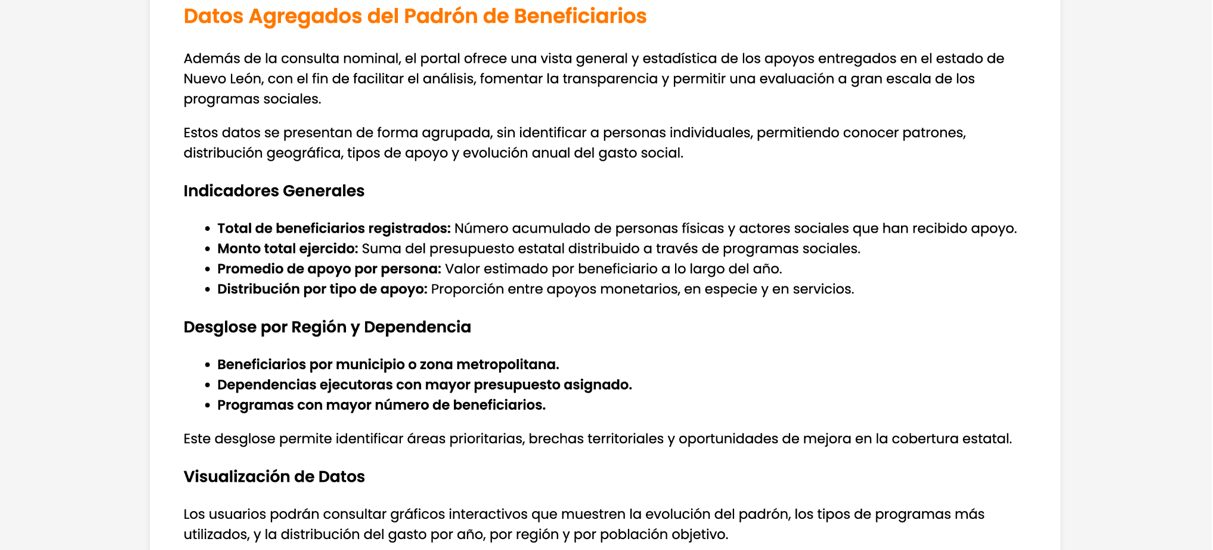 Datos Agregados del Padrón de Beneficiarios
Además de la consulta nominal, el portal ofrece una vista general y estadística de los apoyos entregados en el estado de
Nuevo León, con el fin de facilitar el análisis, fomentar la transparencia y permitir una evaluación a gran escala de los
programas sociales.
Estos datos se presentan de forma agrupada, sin identificar a personas individuales, permitiendo conocer patrones,
distribución geográfica, tipos de apoyo y evolución anual del gasto social.
Indicadores Generales
• Total de beneficiarios registrados: Número acumulado de personas físicas y actores sociales que han recibido apoyo.
• Monto total ejercido: Suma del presupuesto estatal distribuido a través de programas sociales.
• Promedio de apoyo por persona: Valor estimado por beneficiario a lo largo del año.
• Distribución por tipo de apoyo: Proporción entre apoyos monetarios, en especie y en servicios.
Desglose por Región y Dependencia
• Beneficiarios por municipio o zona metropolitana.
• Dependencias ejecutoras con mayor presupuesto asignado.
• Programas con mayor número de beneficiarios.
Este desglose permite identificar áreas prioritarias, brechas territoriales y oportunidades de mejora en la cobertura estatal.
Visualización de Datos
Los usuarios podrán consultar gráficos interactivos que muestren la evolución del padrón, los tipos de programas más
utilizados, y la distribución del gasto por año, por región y por población objetivo.